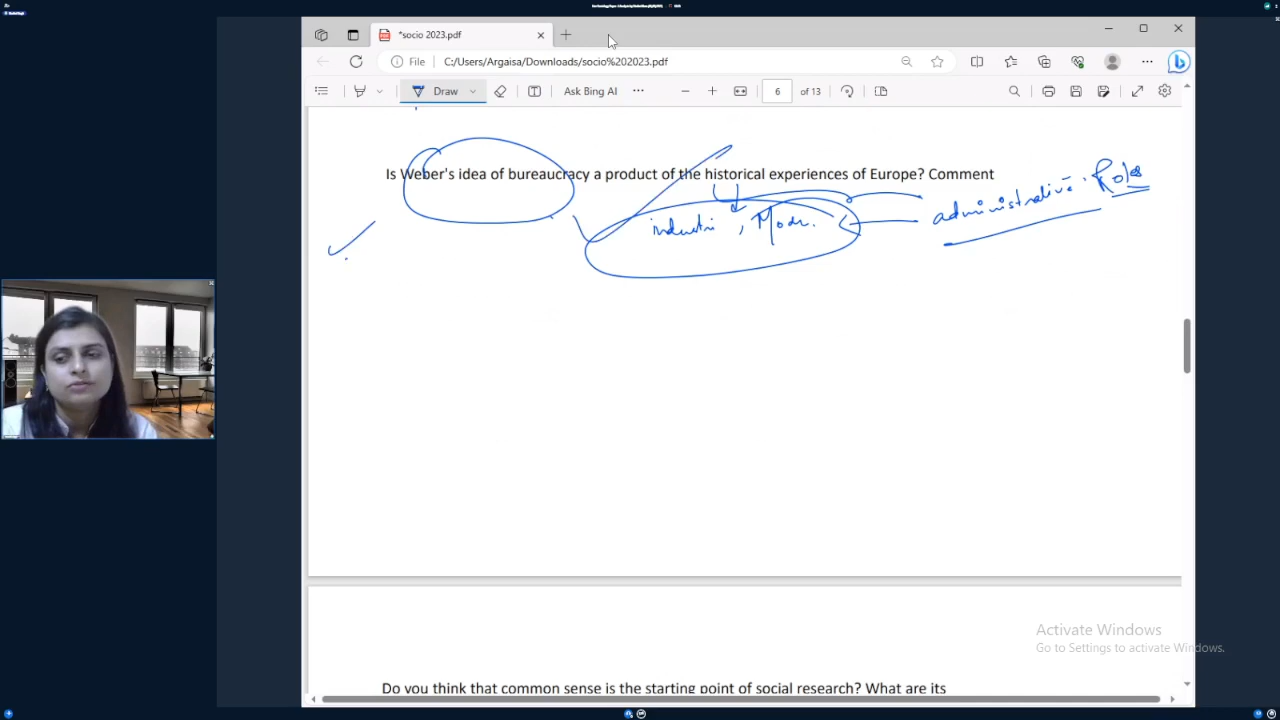 *socio 2023.pdf
File C:/Users/Argaisa/Downloads/socio%202023.pdf
Draw Ask Bing AI 6 of 13
Is Weber's idea of bureaucracy a product of the historical experiences of Europe? Comment
administrative Roles
industri, Modr.
Activate Windows
Go to Settings to activate Windows.
Do you think that common sense is the starting point of social research? What are its